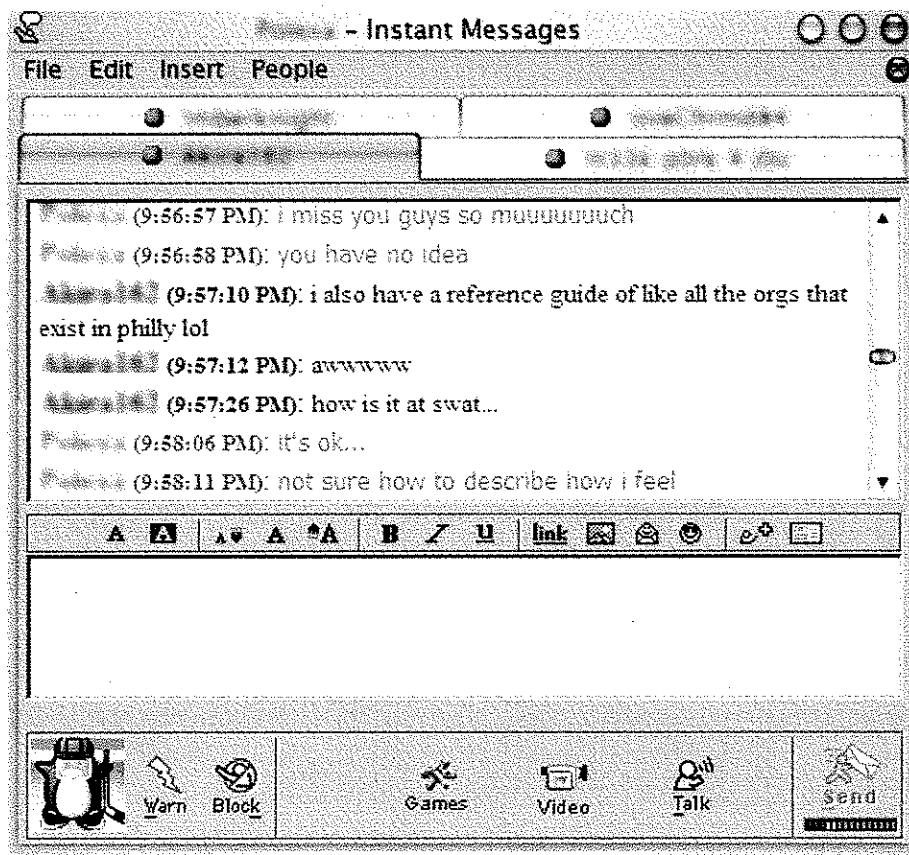 – Instant Messages
File Edit Insert People
(9:56:57 PM): i miss you guys so muuuuuuuch
(9:56:58 PM): you have no idea
(9:57:10 PM): i also have a reference guide of like all the orgs that
exist in philly lol
(9:57:12 PM): awwwww
(9:57:26 PM): how is it at swat...
(9:58:06 PM): it's ok...
(9:58:11 PM): not sure how to describe how i feel
A A A A A B I U link
Warn Block Games Video Talk Send